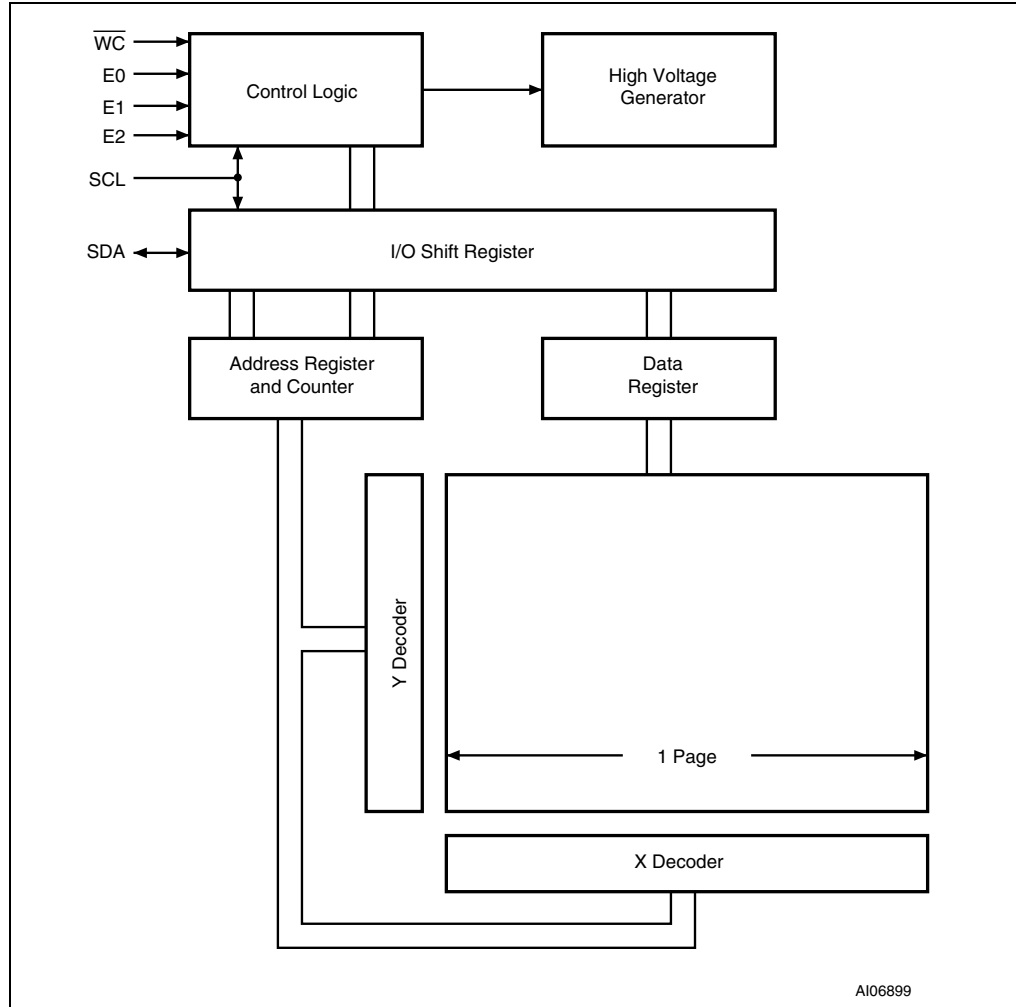 W̅C̅
E0
E1
E2
SCL
SDA
Control Logic
High Voltage
Generator
I/O Shift Register
Address Register
and Counter
Data
Register
Y Decoder
1 Page
X Decoder
AI06899